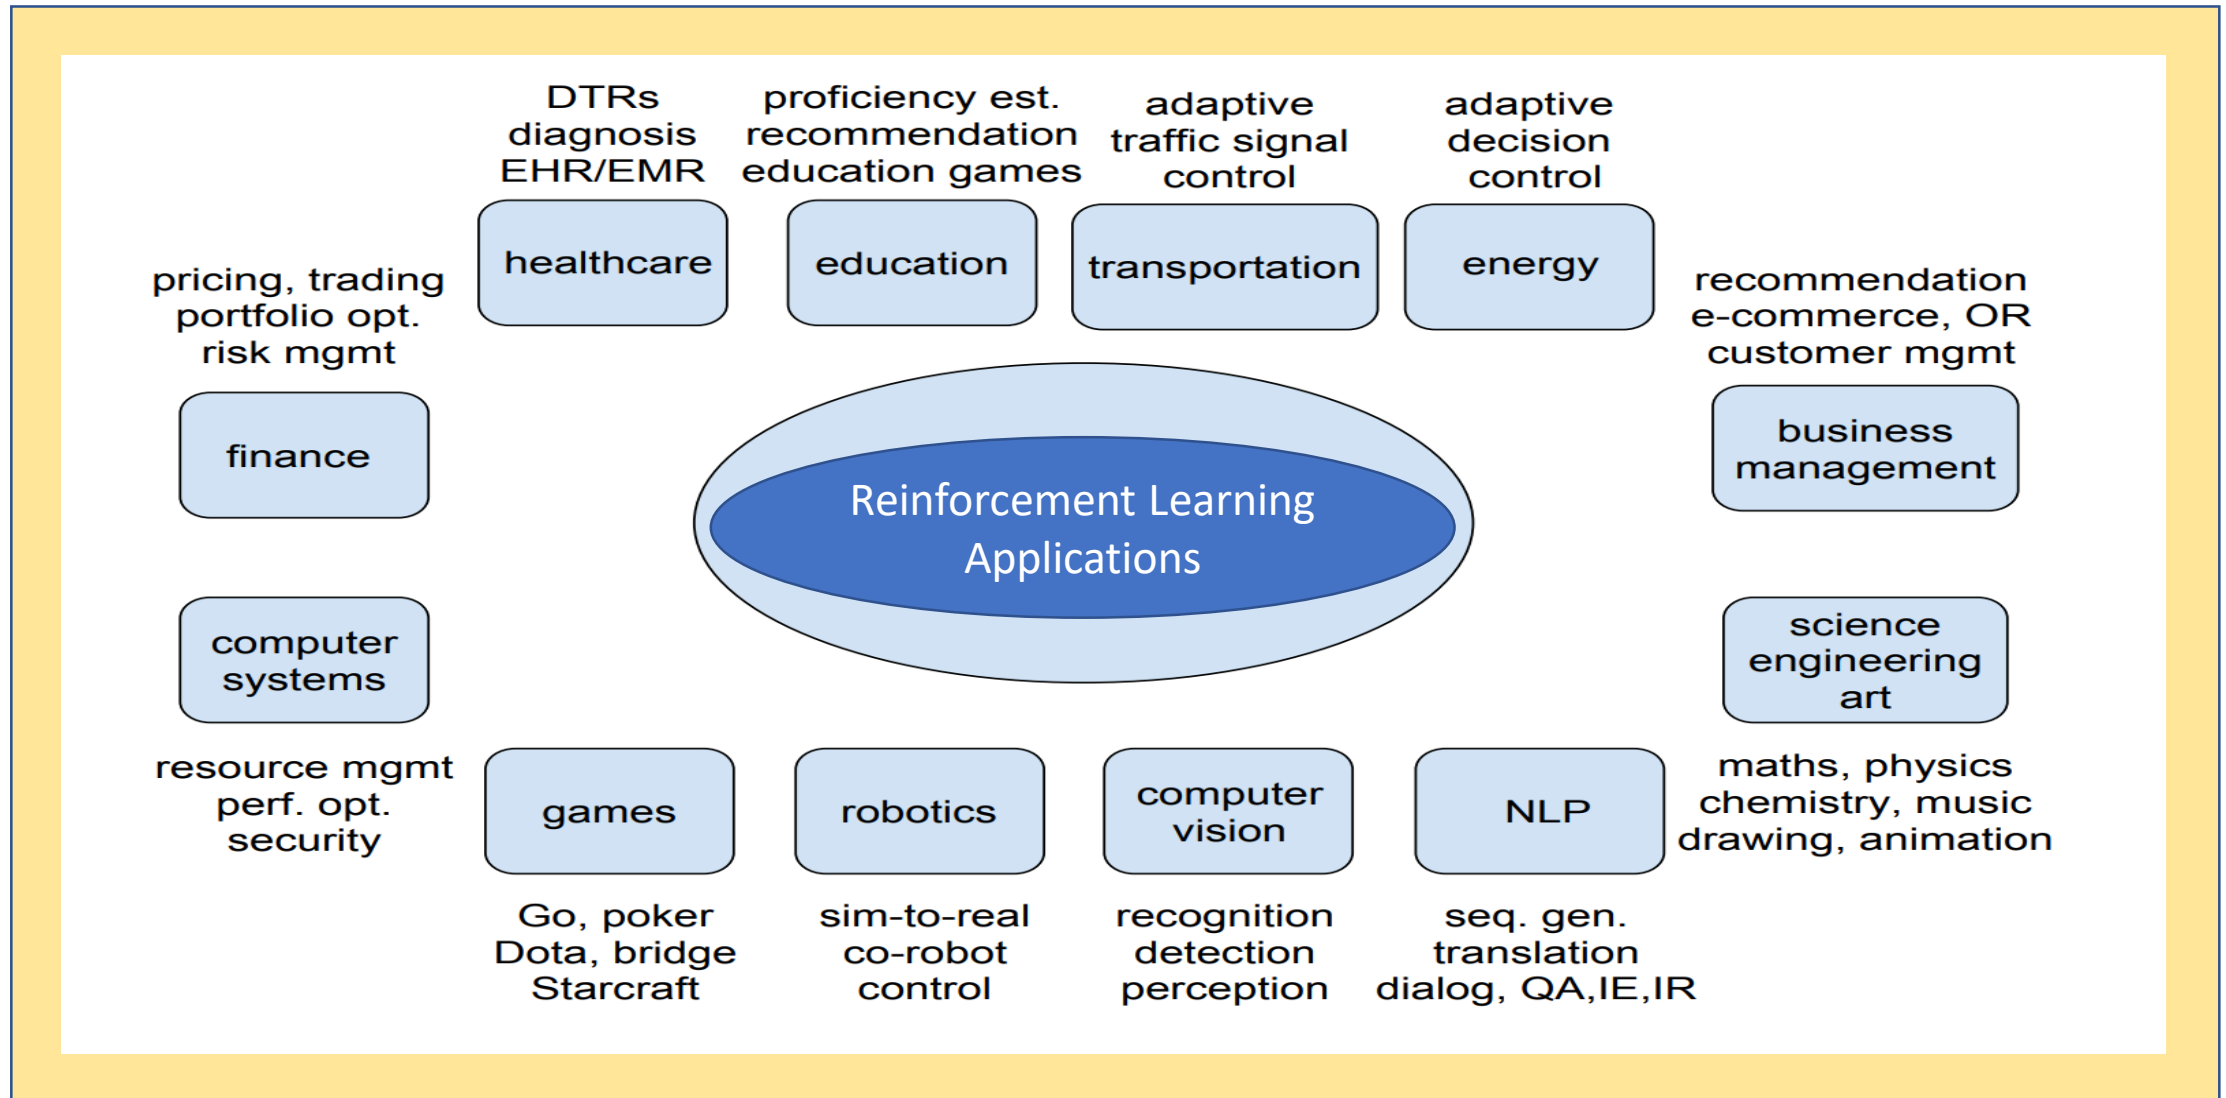 DTRs
diagnosis
EHR/EMR
healthcare
proficiency est.
recommendation
education games
education
adaptive
traffic signal
control
transportation
adaptive
decision
control
energy
pricing, trading
portfolio opt.
risk mgmt
finance
recommendation
e-commerce, OR
customer mgmt
business
management
Reinforcement Learning
Applications
computer
systems
resource mgmt
perf. opt.
security
science
engineering
art
maths, physics
chemistry, music
drawing, animation
games
Go, poker
Dota, bridge
Starcraft
robotics
sim-to-real
co-robot
control
computer
vision
recognition
detection
perception
NLP
seq. gen.
translation
dialog, QA,IE,IR